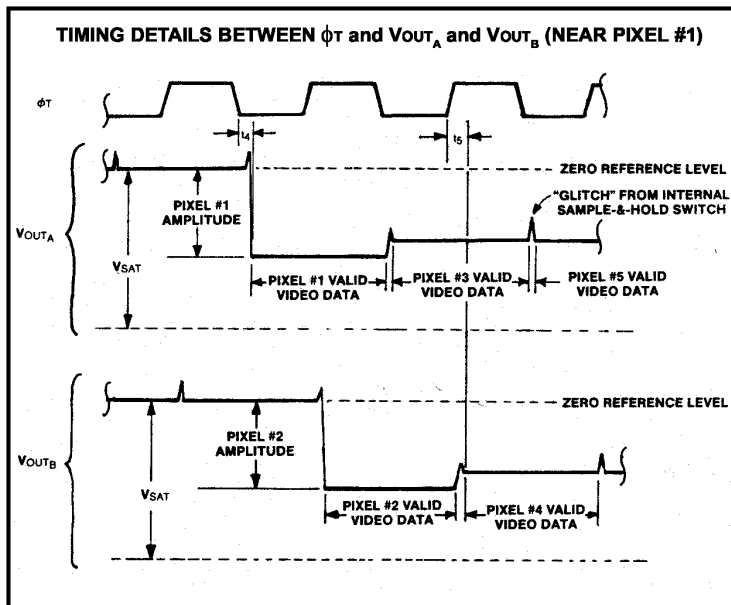 TIMING DETAILS BETWEEN ϕT and VOUTA and VOUTB (NEAR PIXEL #1)
ϕT
t4
t5
ZERO REFERENCE LEVEL
PIXEL #1
AMPLITUDE
"GLITCH" FROM INTERNAL
SAMPLE-&-HOLD SWITCH
VOUTA
VSAT
PIXEL #1 VALID
VIDEO DATA
PIXEL #3 VALID
VIDEO DATA
PIXEL #5 VALID
VIDEO DATA
ZERO REFERENCE LEVEL
PIXEL #2
AMPLITUDE
VOUTB
VSAT
PIXEL #2 VALID
VIDEO DATA
PIXEL #4 VALID
VIDEO DATA